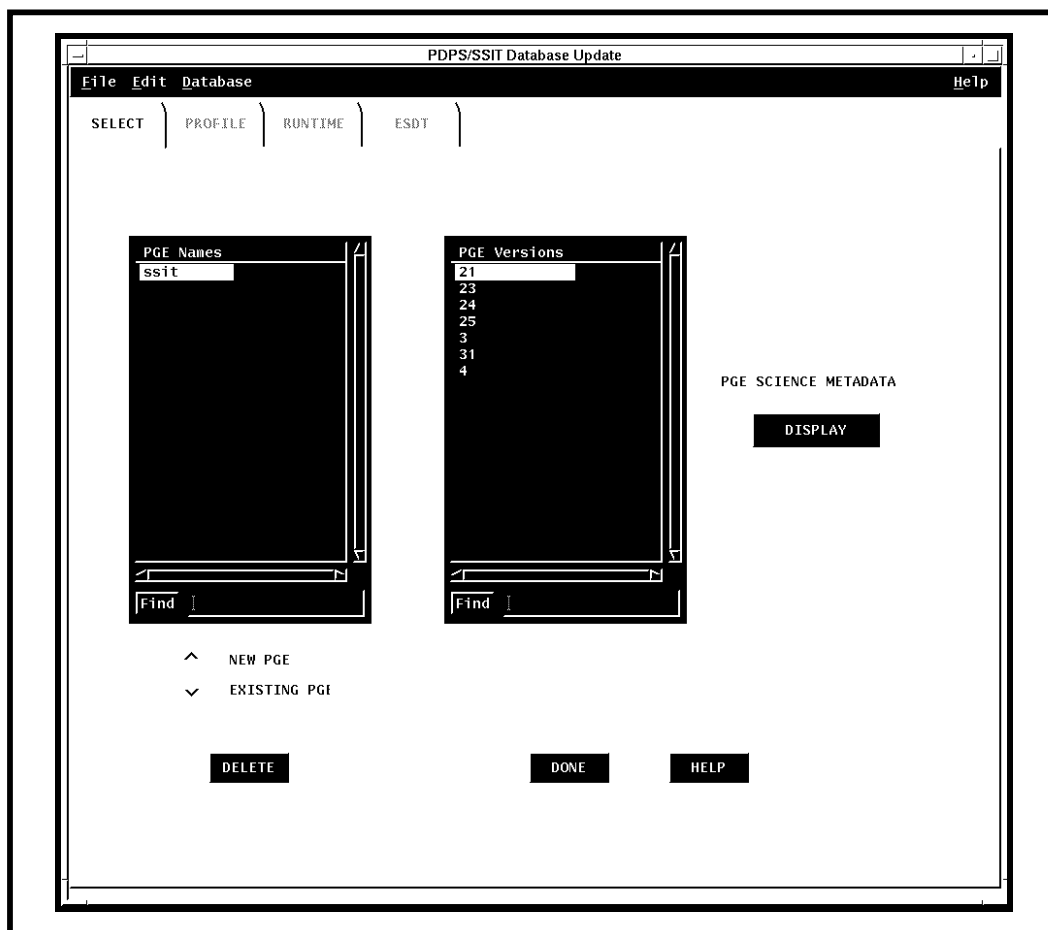 PDPS/SSIT Database Update
File Edit Database Help
SELECT PROFILE RUNTIME ESDT
PGE Names
ssit
Find
PGE Versions
21
23
24
25
3
31
4
Find
PGE SCIENCE METADATA
DISPLAY
NEW PGE
EXISTING PGE
DELETE DONE HELP